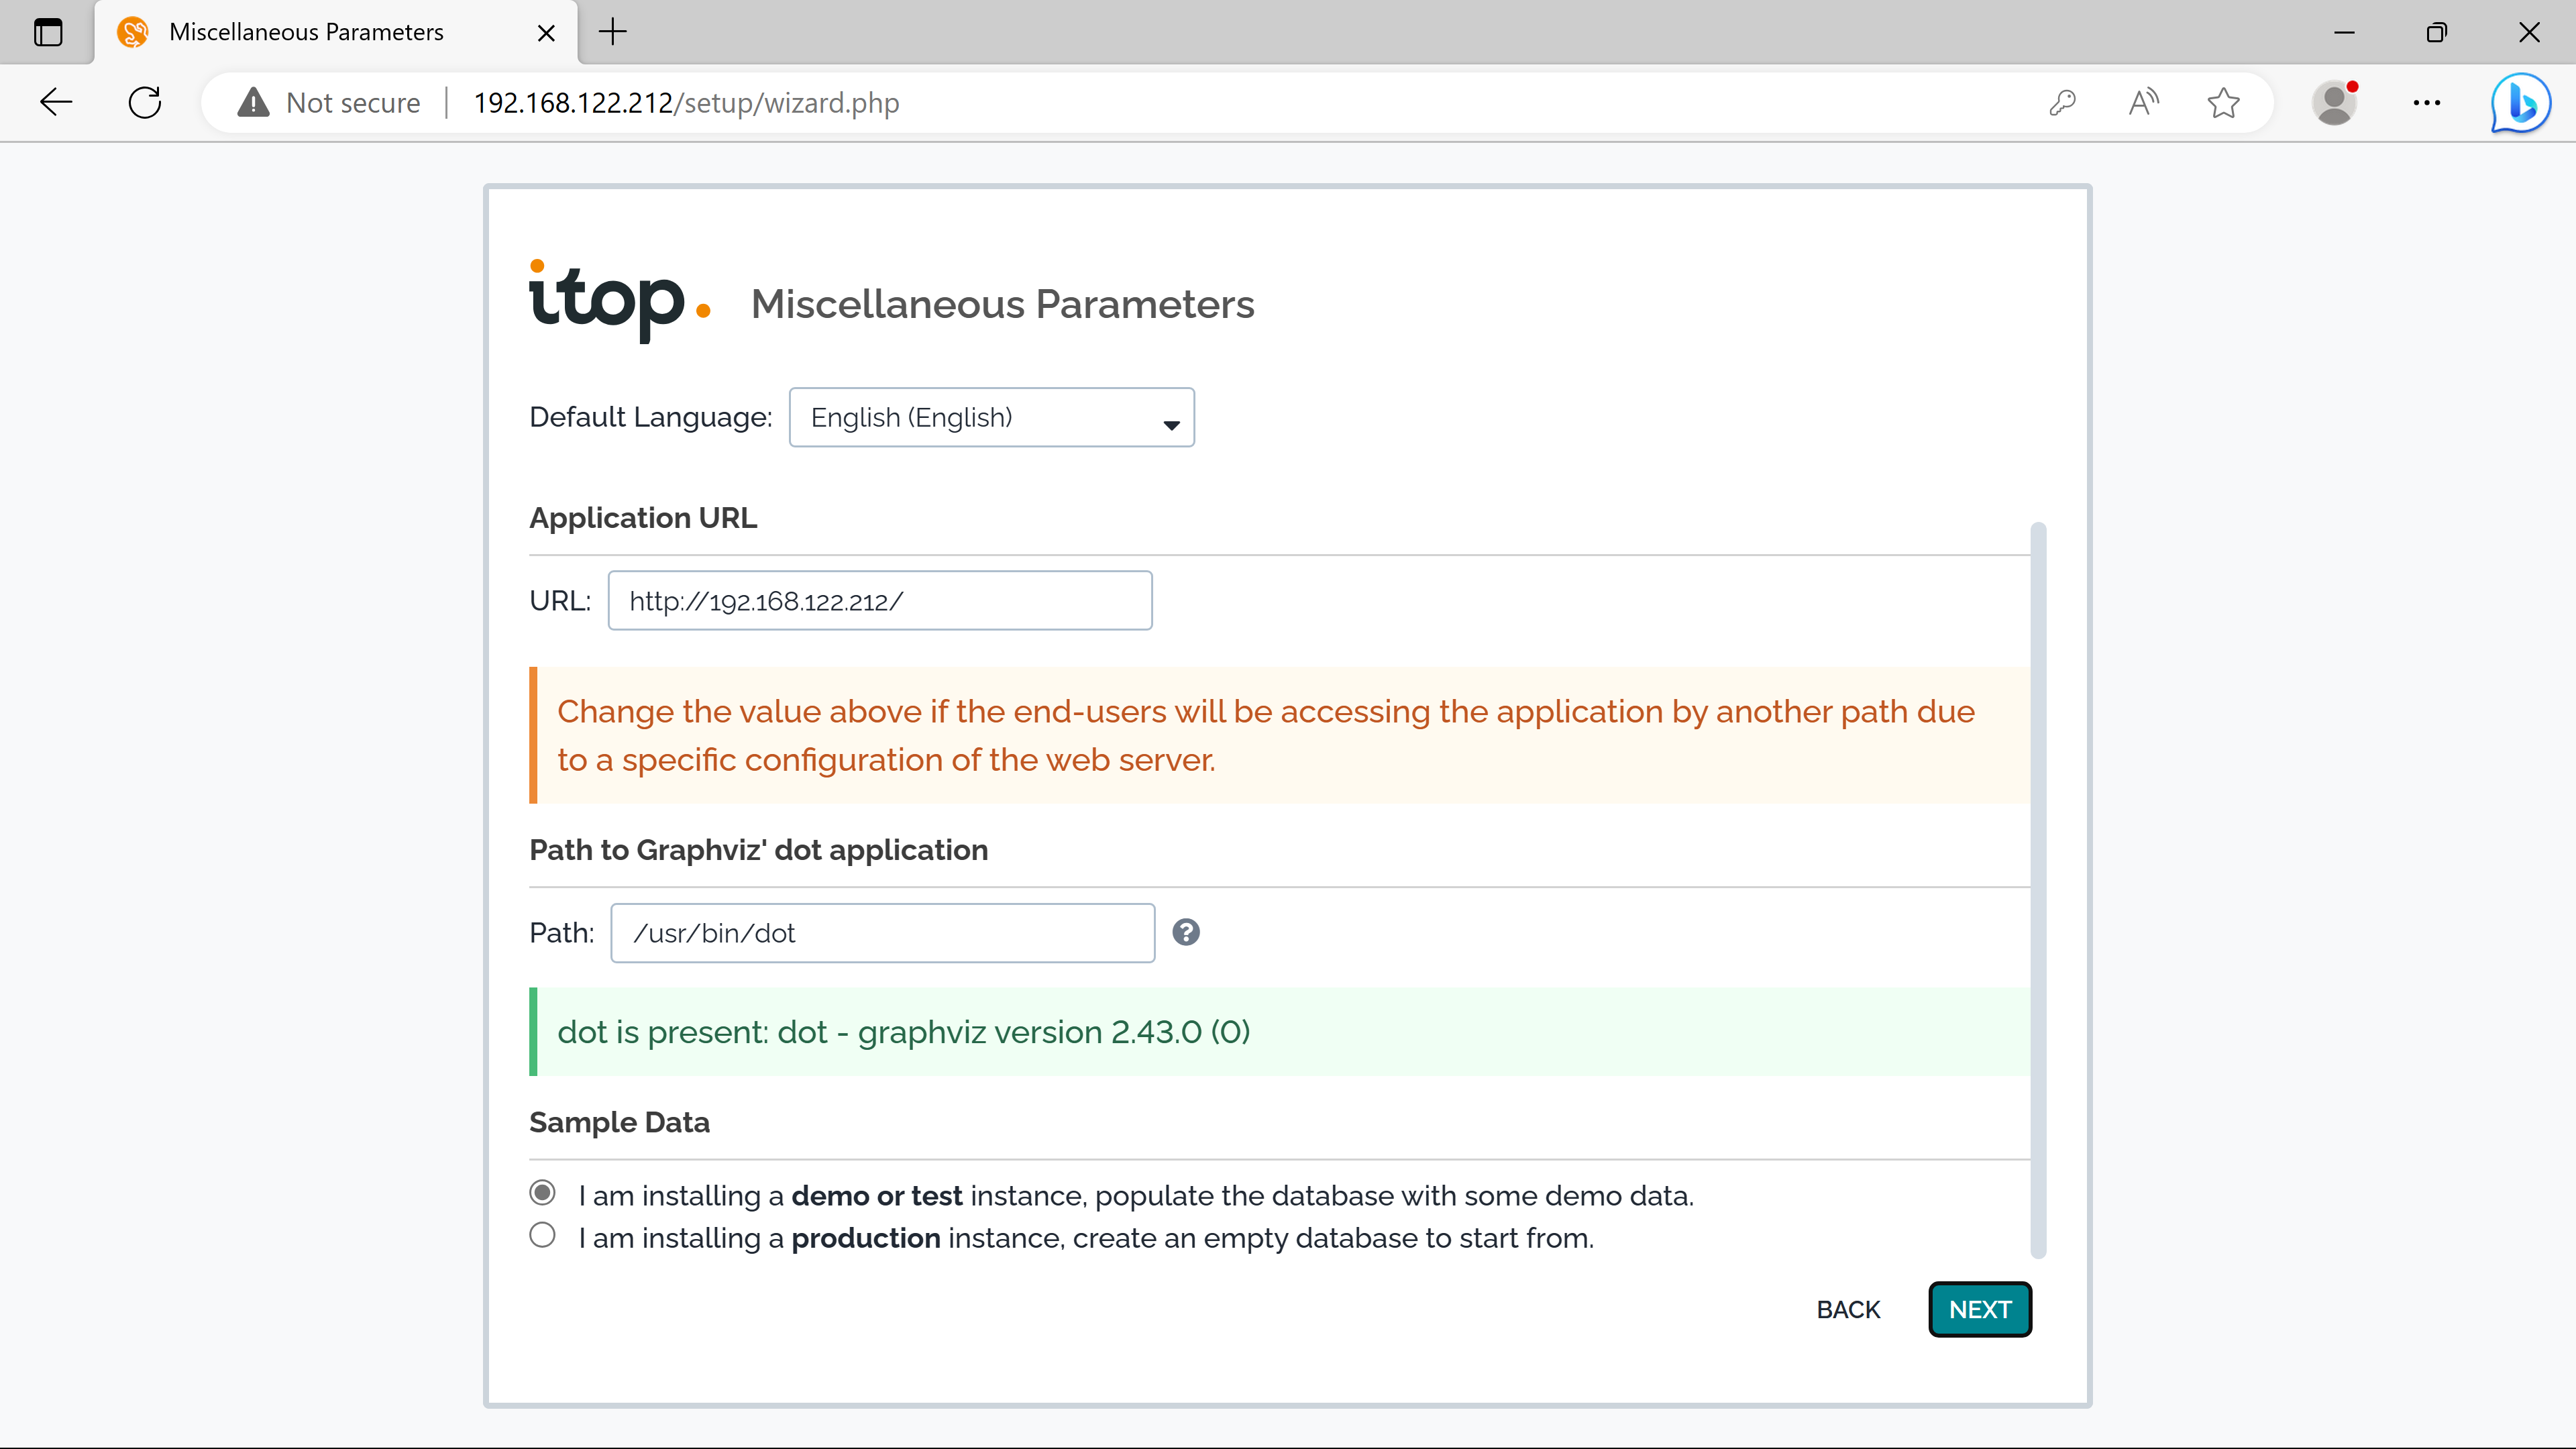 Miscellaneous Parameters
Not secure 192.168.122.212/setup/wizard.php
itop. Miscellaneous Parameters
Default Language: English (English)
Application URL
URL: http://192.168.122.212/
Change the value above if the end-users will be accessing the application by another path due
to a specific configuration of the web server.
Path to Graphviz' dot application
Path: /usr/bin/dot
dot is present: dot - graphviz version 2.43.0 (0)
Sample Data
I am installing a demo or test instance, populate the database with some demo data.
I am installing a production instance, create an empty database to start from.
BACK NEXT